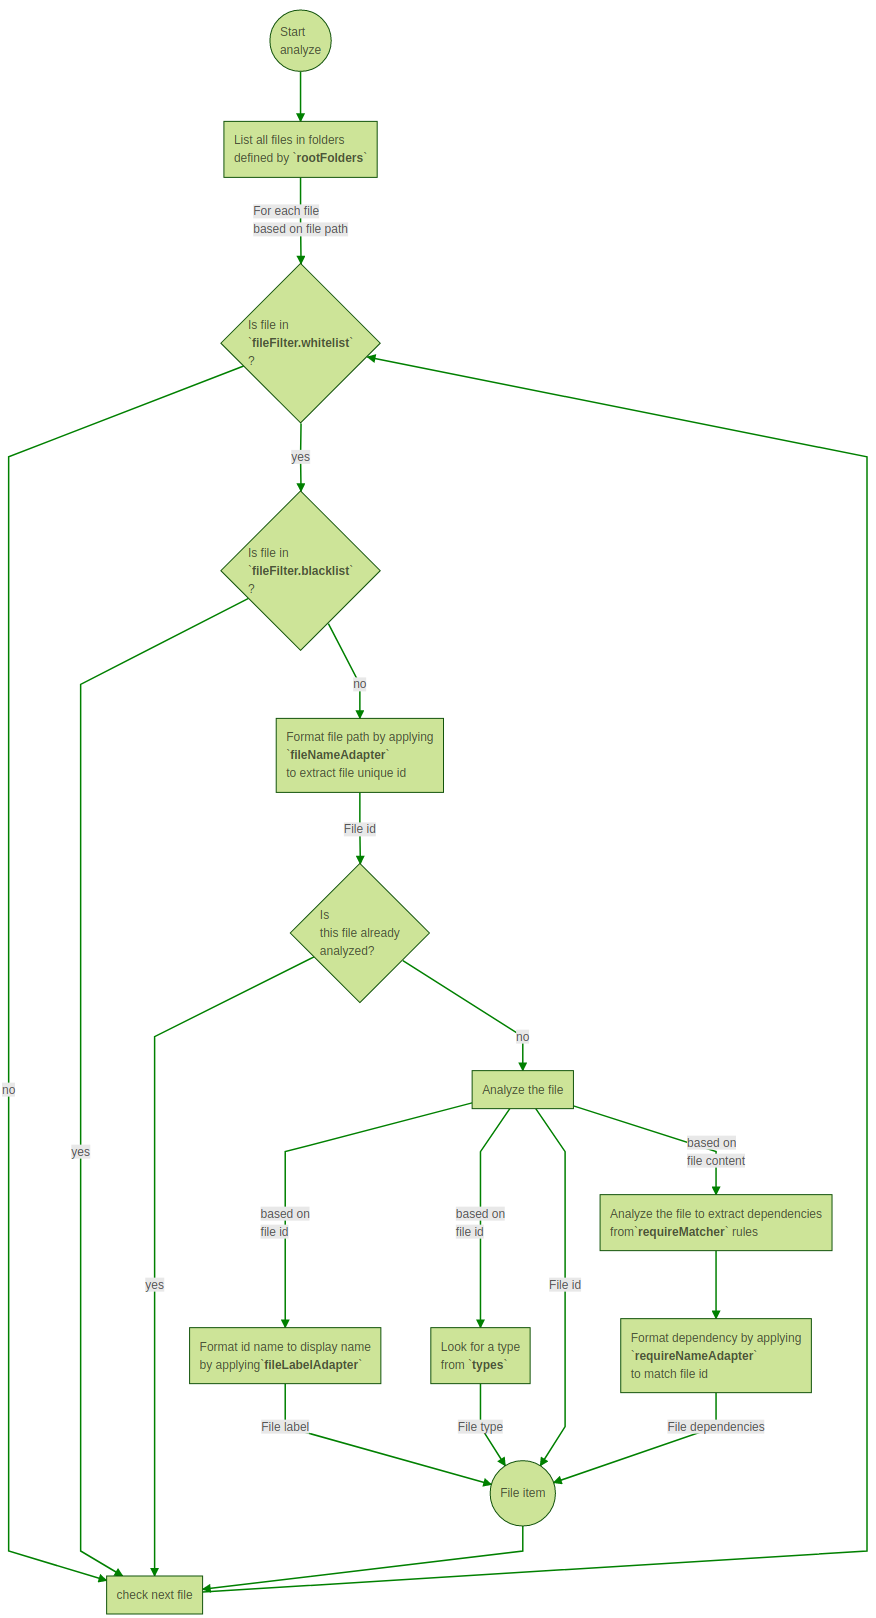 Start
analyze
List all files in folders
defined by `rootFolders`
For each file
based on file path
Is file in
`fileFilter.whitelist`
?
yes
Is file in
`fileFilter.blacklist`
?
no
Format file path by applying
`fileNameAdapter`
to extract file unique id
File id
Is
this file already
analyzed?
no
Analyze the file
no
yes
yes
based on
file id
based on
file id
File id
based on
file content
Analyze the file to extract dependencies
from`requireMatcher` rules
Format id name to display name
by applying`fileLabelAdapter`
Look for a type
from `types`
Format dependency by applying
`requireNameAdapter`
to match file id
File label
File type
File dependencies
File item
check next file